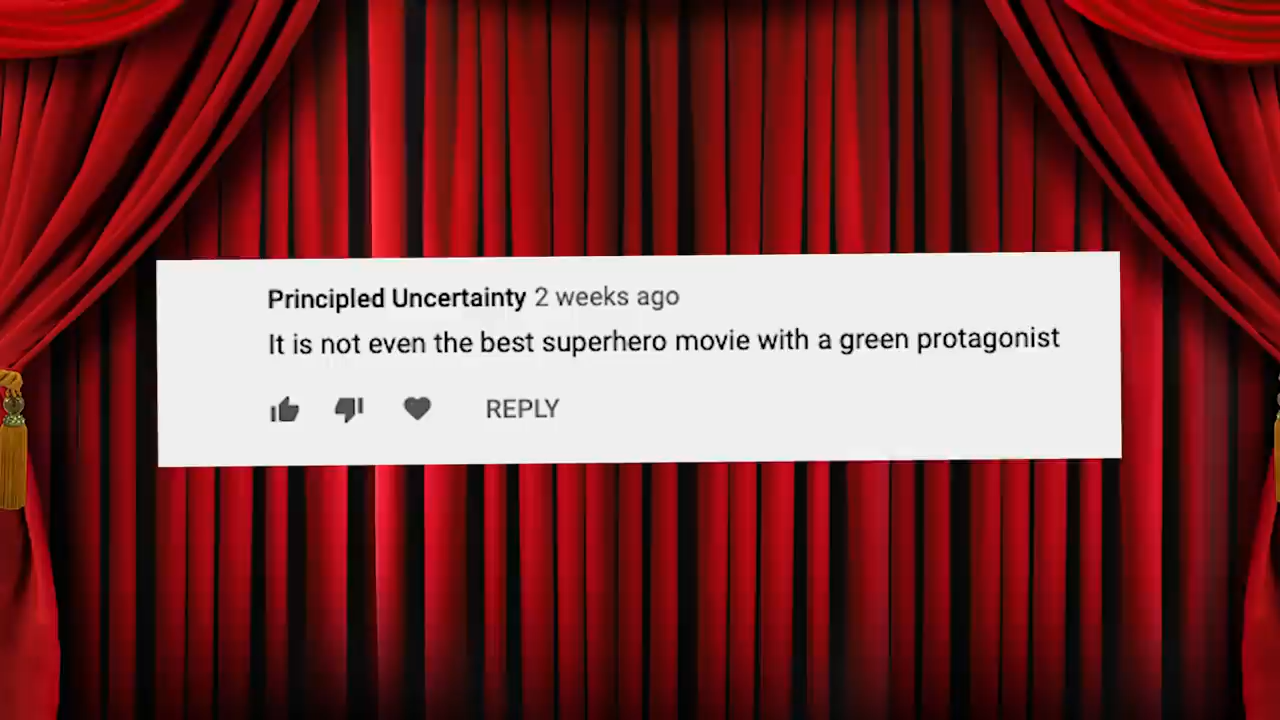 Principled Uncertainty 2 weeks ago
It is not even the best superhero movie with a green protagonist
REPLY